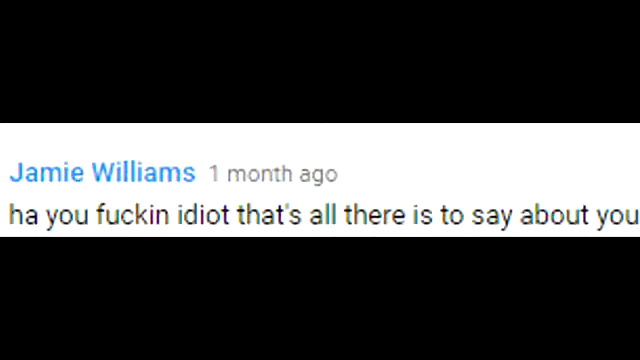 Jamie Williams 1 month ago
ha you fuckin idiot that's all there is to say about you